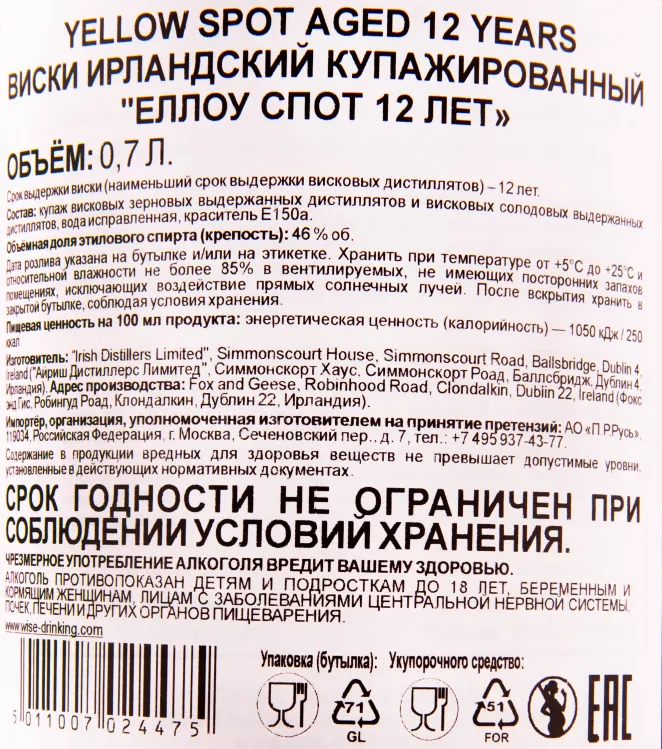 YELLOW SPOT AGED 12 YEARS
ВИСКИ ИРЛАНДСКИЙ КУПАЖИРОВАННЫЙ
"ЕЛЛОУ СПОТ 12 ЛЕТ»
ОБЪЁМ: 0,7 Л.
Срок выдержки виски (наименьший срок выдержки висковых дистиллятов) – 12 лет.
Состав: купаж висковых зерновых выдержанных дистиллятов и висковых солодовых выдержанных
дистиллятов, вода исправленная, краситель Е150а.
Объёмная доля этилового спирта (крепость): 46 % об.
Дата розлива указана на бутылке и/или на этикетке. Хранить при температуре от +5°С до +25°С и
относительной влажности не более 85% в вентилируемых, не имеющих посторонних запахов
помещениях, исключающих воздействие прямых солнечных лучей. После вскрытия хранить в
закрытой бутылке, соблюдая условия хранения.
Пищевая ценность на 100 мл продукта: энергетическая ценность (калорийность) — 1050 кДж / 250
ккал.
Изготовитель: "Irish Distillers Limited", Simmonscourt House, Simmonscourt Road, Ballsbridge, Dublin 4,
Ireland ("Айриш Дистиллерс Лимитед", Симмонскорт Хаус, Симмонскорт Роад, Баллсбридж, Дублин 4,
Ирландия). Адрес производства: Fox and Geese, Robinhood Road, Clondalkin, Dublin 22, Ireland (Фокс
энд Гис, Робингуд Роад, Клондалкин, Дублин 22, Ирландия).
Импортёр, организация, уполномоченная изготовителем на принятие претензий: АО «П.Р.Русь»,
119034, Российская Федерация, г. Москва, Сеченовский пер., д. 7, тел.: +7 495 937-43-77.
Содержание в продукции вредных для здоровья веществ не превышает допустимые уровни,
установленные в действующих нормативных документах.
СРОК ГОДНОСТИ НЕ ОГРАНИЧЕН ПРИ
СОБЛЮДЕНИИ УСЛОВИЙ ХРАНЕНИЯ.
ЧРЕЗМЕРНОЕ УПОТРЕБЛЕНИЕ АЛКОГОЛЯ ВРЕДИТ ВАШЕМУ ЗДОРОВЬЮ.
АЛКОГОЛЬ ПРОТИВОПОКАЗАН ДЕТЯМ И ПОДРОСТКАМ ДО 18 ЛЕТ, БЕРЕМЕННЫМ И
КОРМЯЩИМ ЖЕНЩИНАМ, ЛИЦАМ С ЗАБОЛЕВАНИЯМИ ЦЕНТРАЛЬНОЙ НЕРВНОЙ СИСТЕМЫ,
ПОЧЕК, ПЕЧЕНИ И ДРУГИХ ОРГАНОВ ПИЩЕВАРЕНИЯ.
www.wise-drinking.com
Упаковка (бутылка): Укупорочного средство:
71 51 EAC
GL FOR
5 011007 024475